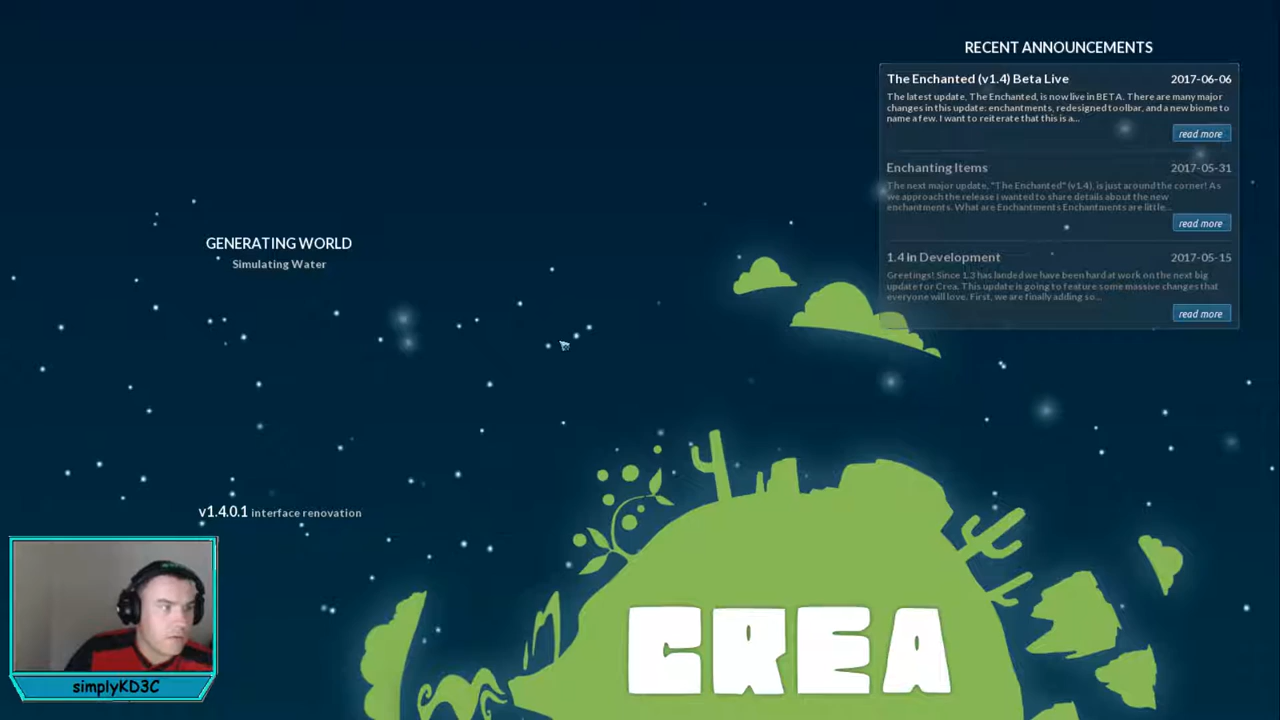 RECENT ANNOUNCEMENTS
The Enchanted (v1.4) Beta Live 2017-06-06
The latest update, The Enchanted, is now live in BETA. There are many major
changes in this update: enchantments, redesigned toolbar, and a new biome to
name a few. I want to reiterate that this is a...
read more
Enchanting Items 2017-05-31
The next major update, "The Enchanted" (v1.4), is just around the corner! As
we approach the release I wanted to share details about the new
enchantments. What are Enchantments Enchantments are little...
read more
1.4 in Development 2017-05-15
Greetings! Since 1.3 has landed we have been hard at work on the next big
update for Crea. This update is going to feature some massive changes that
everyone will love. First, we are finally adding so...
read more
GENERATING WORLD
Simulating Water
v1.4.0.1 interface renovation
CREA
simplyKD3C